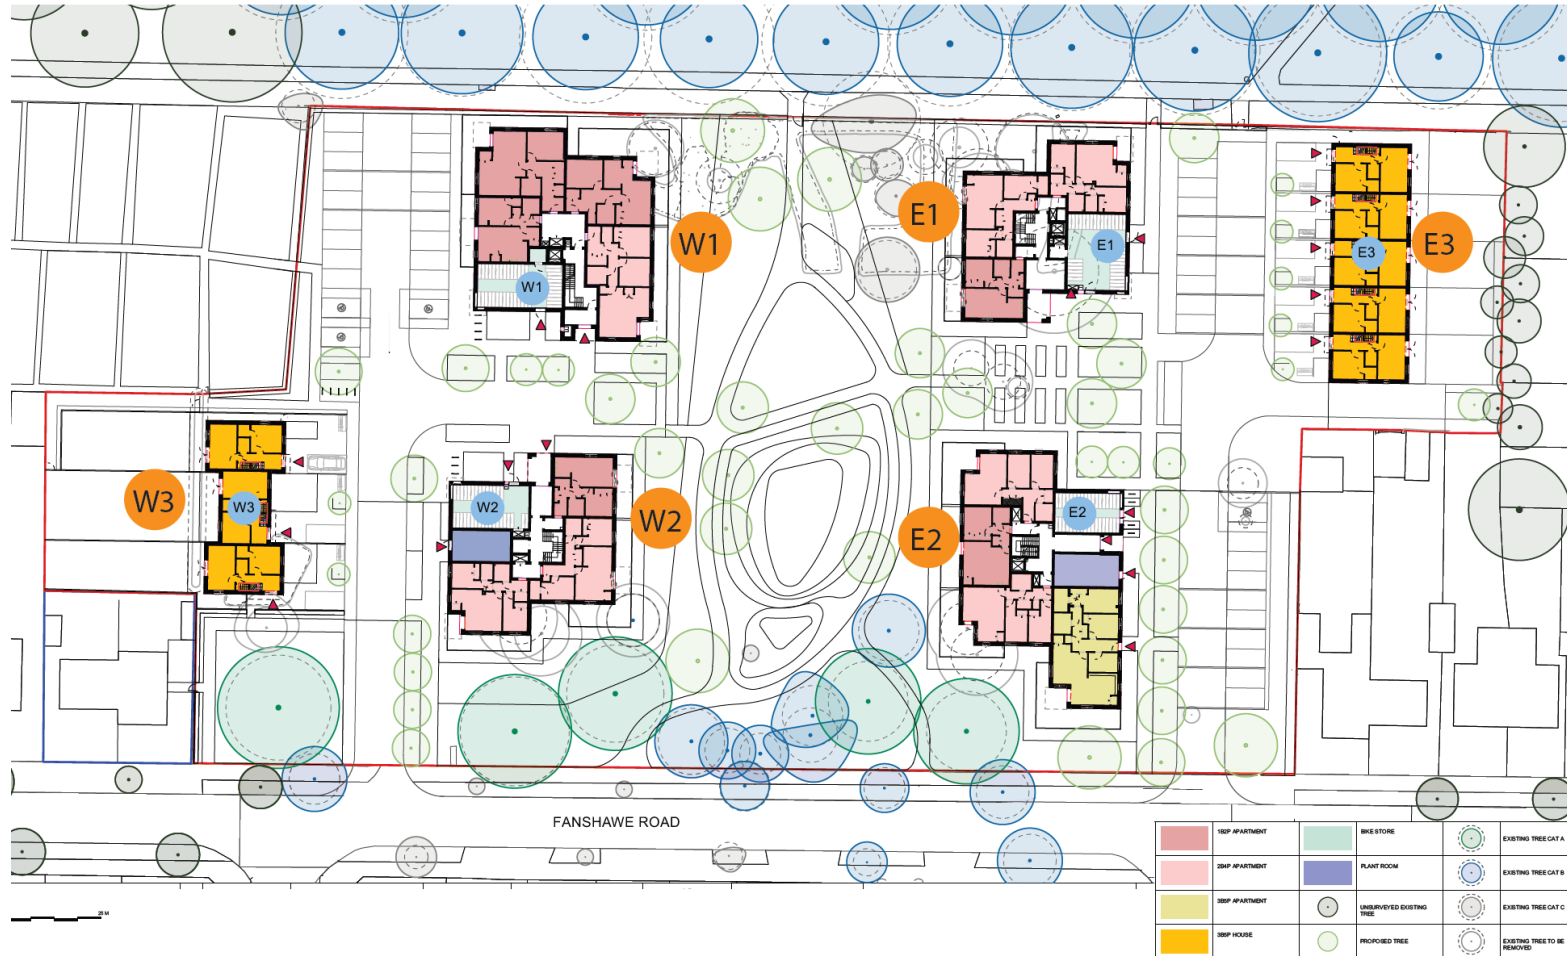 W1
E1
E3
E1
E3
W1
W3
W3
W2
W2
E2
E2
FANSHAWE ROAD
25 M
1B2P APARTMENT
BIKE STORE
EXISTING TREE CAT A
2B4P APARTMENT
PLANT ROOM
EXISTING TREE CAT B
3B5P APARTMENT
UNSURVEYED EXISTING
TREE
EXISTING TREE CAT C
3B5P HOUSE
PROPOSED TREE
EXISTING TREE TO BE
REMOVED